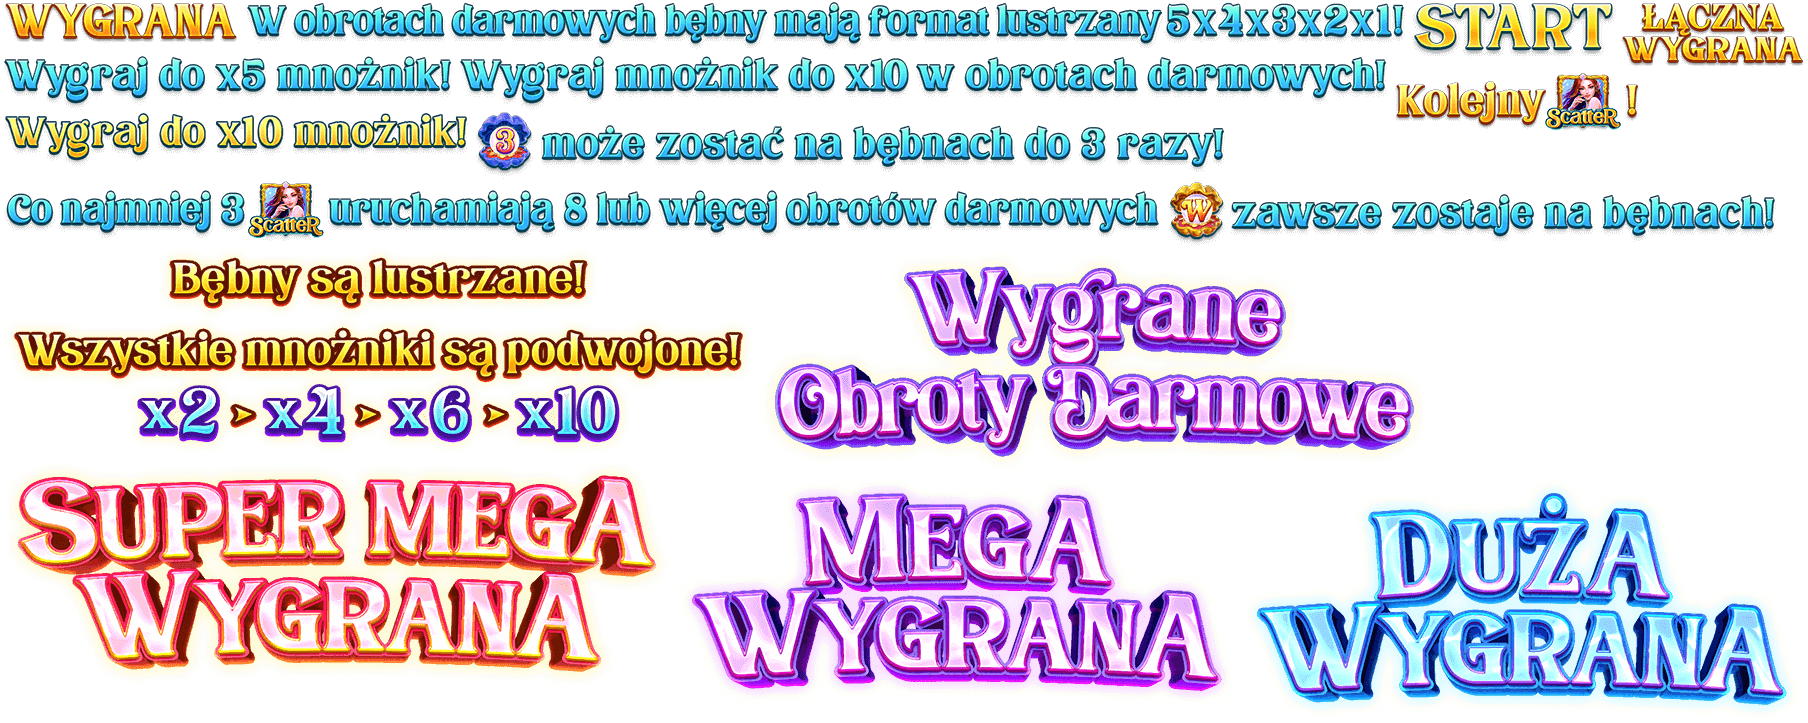 WYGRANA
W obrotach darmowych bębny mają format lustrzany 5x4x3x2x1!
START
ŁĄCZNA
WYGRANA
Wygraj do x5 mnożnik!
Wygraj mnożnik do x10 w obrotach darmowych!
Kolejny SCatteR !
Wygraj do x10 mnożnik!
3 może zostać na bębnach do 3 razy!
Co najmniej 3 SCatteR uruchamiają 8 lub więcej obrotów darmowych
W zawsze zostaje na bębnach!
Bębny są lustrzane!
Wszystkie mnożniki są podwojone!
x2 > x4 > x6 > x10
Wygrane
Obroty Darmowe
SUPER MEGA
WYGRANA
MEGA
WYGRANA
DUŻA
WYGRANA